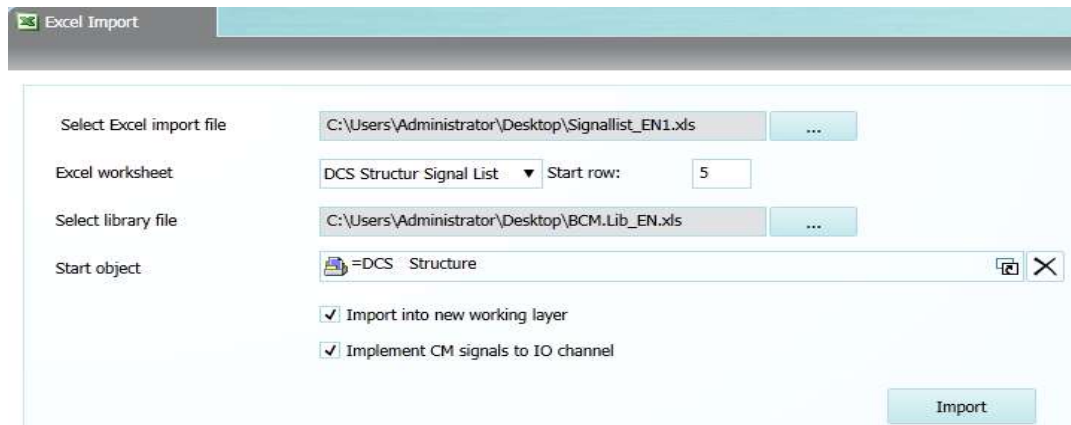 Excel Import
Select Excel import file C:\Users\Administrator\Desktop\Signallist_EN1.xls ...
Excel worksheet DCS Structur Signal List Start row: 5
Select library file C:\Users\Administrator\Desktop\BCM.Lib_EN.xls ...
Start object =DCS Structure
Import into new working layer
Implement CM signals to IO channel
Import